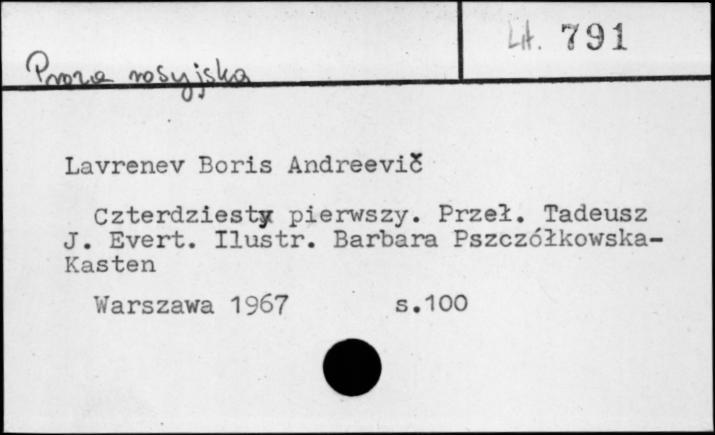 Lit. 791
Proza rosyjska
Lavrenev Boris Andreevič
Czterdziesty pierwszy. Przeł. Tadeusz
J. Evert. Ilustr. Barbara Pszczółkowska-
Kasten
Warszawa 1967 s.100